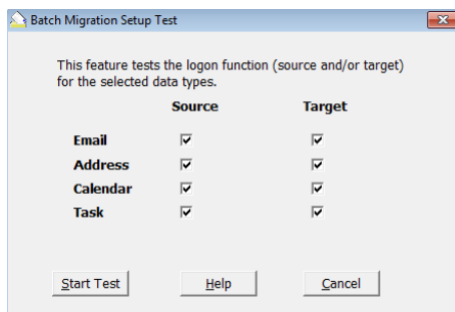 Batch Migration Setup Test
This feature tests the logon function (source and/or target)
for the selected data types.
Source Target
Email
Address
Calendar
Task
Start Test Help Cancel